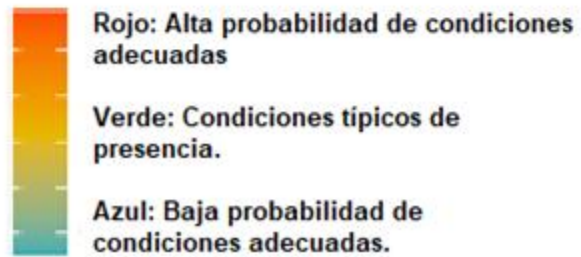 Rojo: Alta probabilidad de condiciones
adecuadas
Verde: Condiciones típicos de
presencia.
Azul: Baja probabilidad de
condiciones adecuadas.